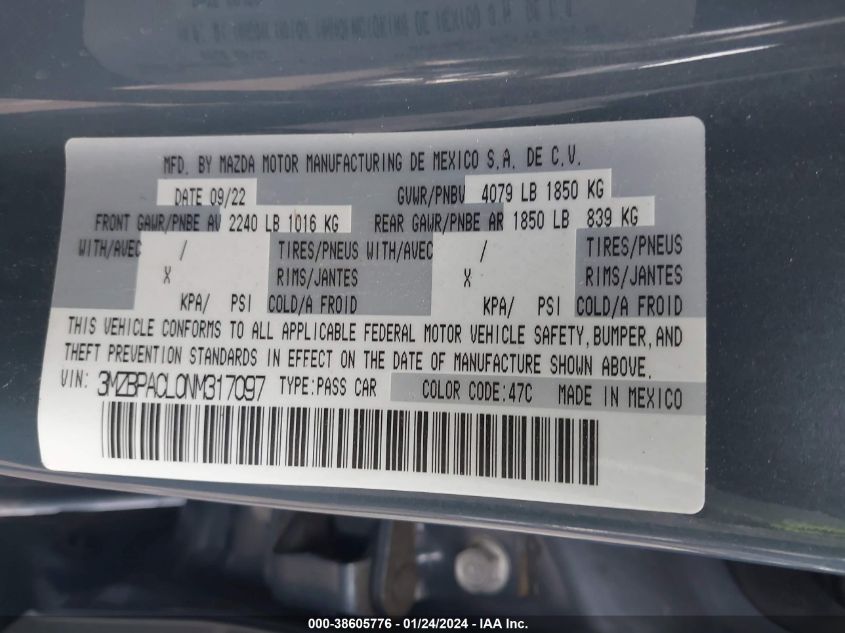 MFD. BY MAZDA MOTOR MANUFACTURING DE MEXICO S.A. DE C.V.
DATE 09/22 GVWR/PNBV 4079 LB 1850 KG
FRONT GAWR/PNBE AV 2240 LB 1016 KG REAR GAWR/PNBE AR 1850 LB 839 KG
WITH/AVEC / TIRES/PNEUS WITH/AVEC / TIRES/PNEUS
X RIMS/JANTES X RIMS/JANTES
KPA/ PSI COLD/A FROID KPA/ PSI COLD/A FROID
THIS VEHICLE CONFORMS TO ALL APPLICABLE FEDERAL MOTOR VEHICLE SAFETY, BUMPER, AND
THEFT PREVENTION STANDARDS IN EFFECT ON THE DATE OF MANUFACTURE SHOWN ABOVE.
VIN: 3MZBPACL0NM317097 TYPE:PASS CAR COLOR CODE:47C MADE IN MEXICO
000-38605776 - 01/24/2024 - IAA Inc.